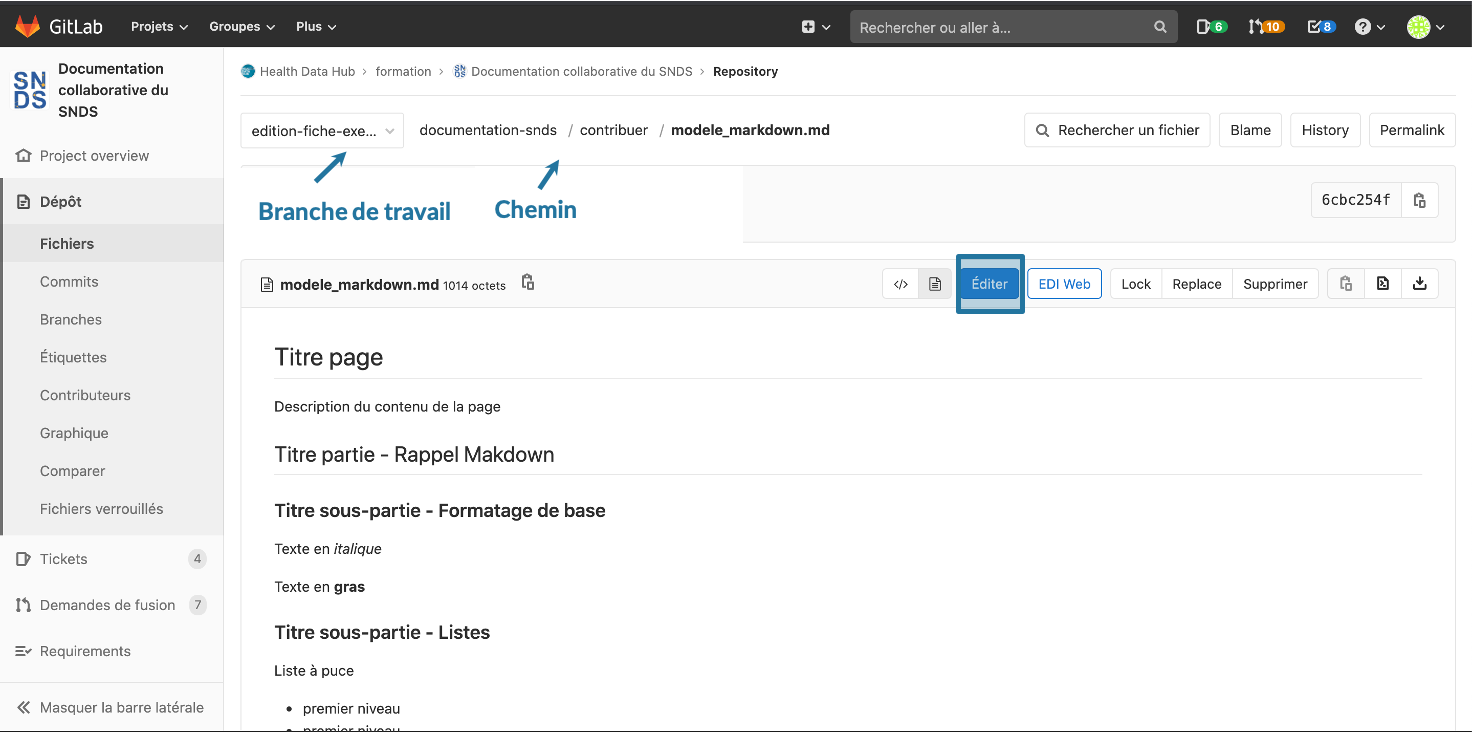 GitLab Projets Groupes Plus Rechercher ou aller à... 6 10 8
SNDS
Documentation
collaborative du
SNDS
Project overview
Dépôt
Fichiers
Commits
Branches
Étiquettes
Contributeurs
Graphique
Comparer
Fichiers verrouillés
Tickets 4
Demandes de fusion 7
Requirements
Masquer la barre latérale
Health Data Hub > formation > Documentation collaborative du SNDS > Repository
edition-fiche-exe... documentation-snds / contribuer / modele_markdown.md Rechercher un fichier Blame History Permalink
Branche de travail Chemin
6cbc254f
modele_markdown.md 1014 octets </> Éditer EDI Web Lock Replace Supprimer
Titre page
Description du contenu de la page
Titre partie - Rappel Makdown
Titre sous-partie - Formatage de base
Texte en italique
Texte en gras
Titre sous-partie - Listes
Liste à puce
• premier niveau
• premier niveau